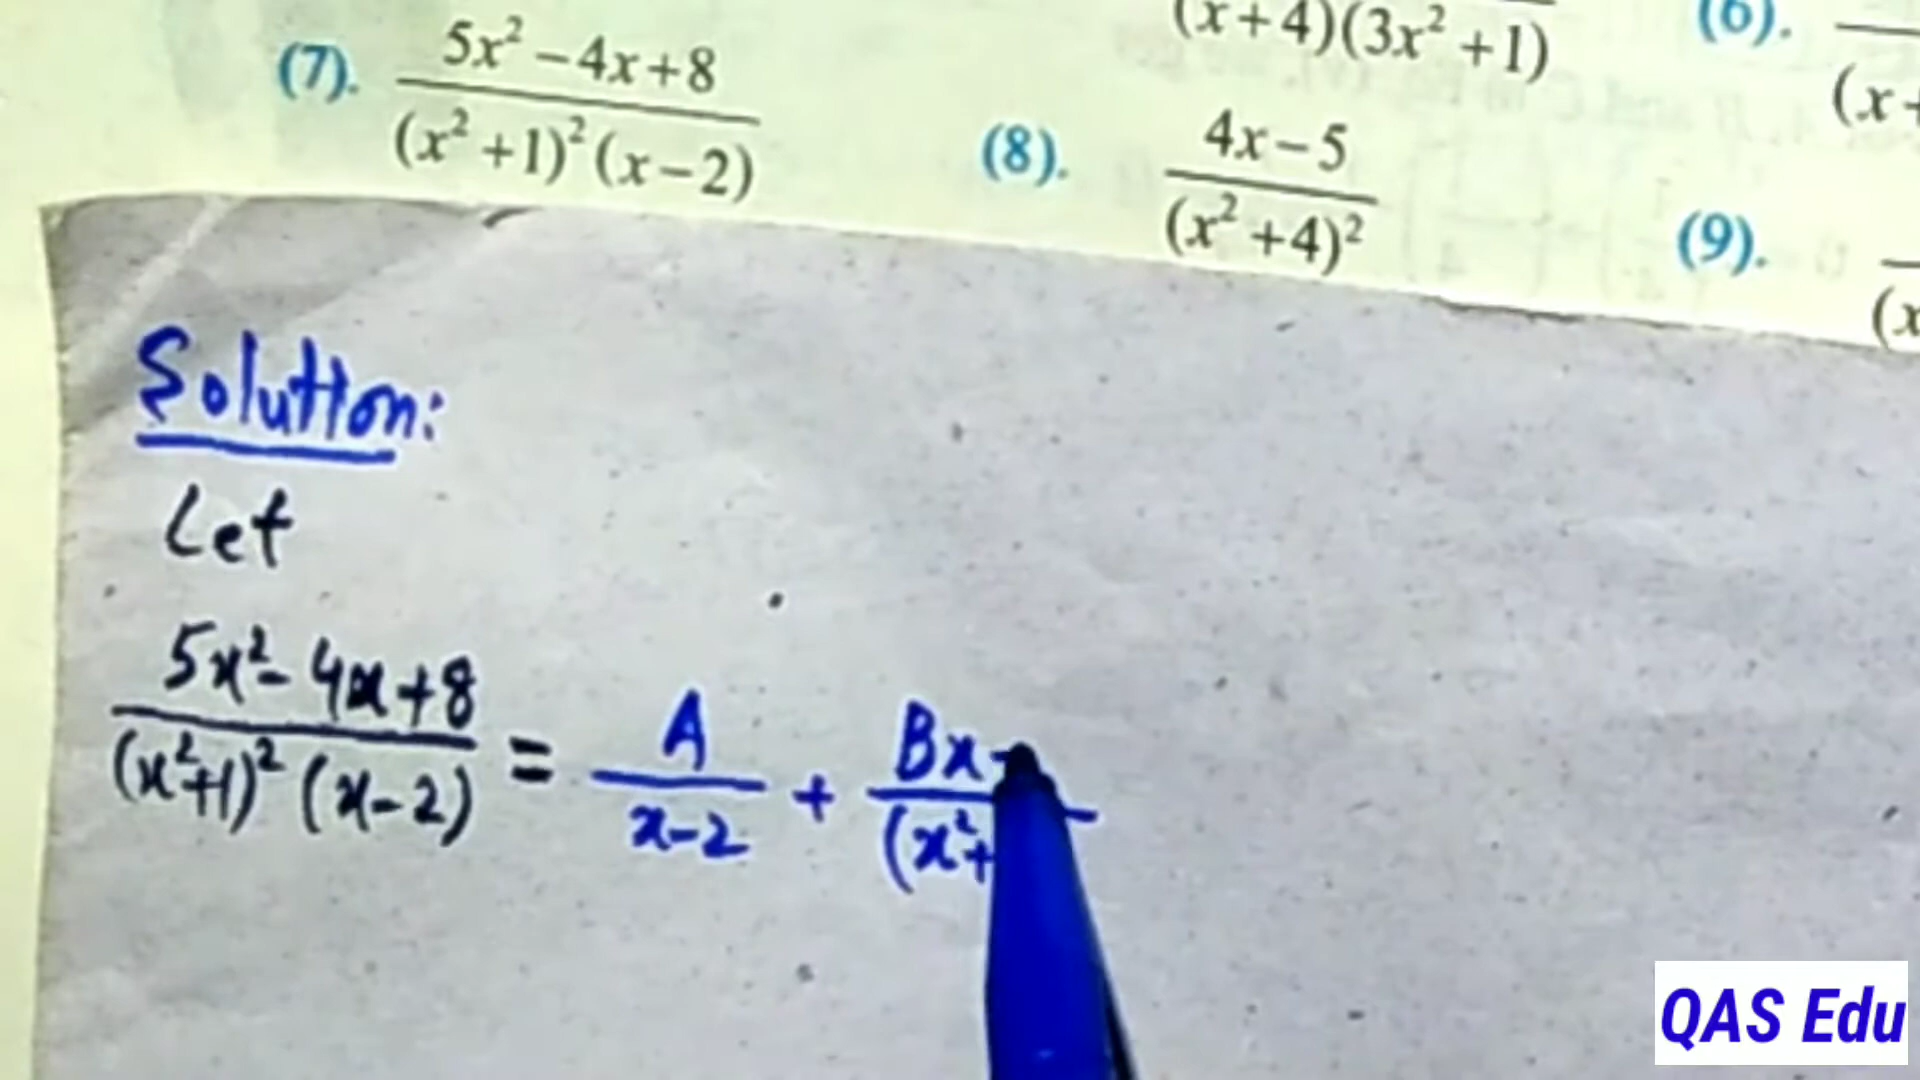 (7). 5x² − 4x + 8
(x² + 1)² (x − 2)
(x + 4)(3x² + 1)
(8). 4x − 5
(x² + 4)²
(6).
(x +
(9).
(x
Solution:
Let
5x² - 4x + 8
(x²+1)² (x - 2)
= A + Bx
x - 2 (x²+
QAS Edu